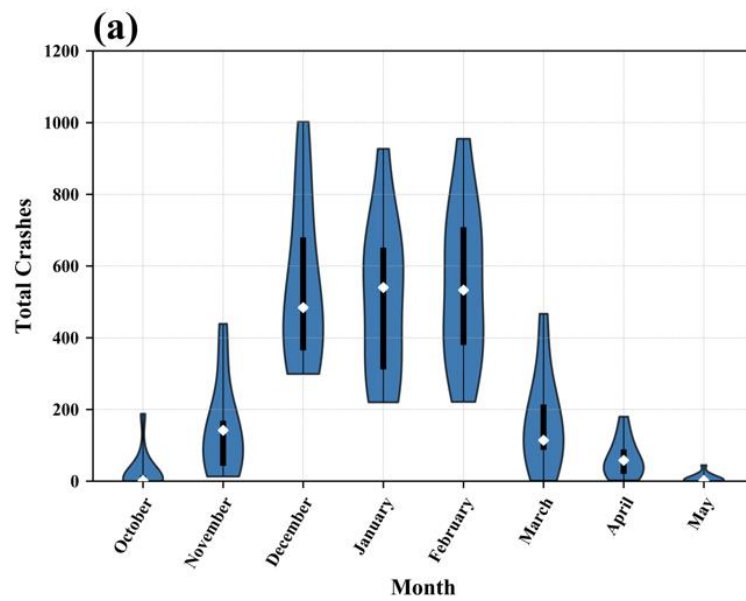 (a)
1200
1000
800
600
400
200
0
Total Crashes
October
November
December
January
February
March
April
May
Month